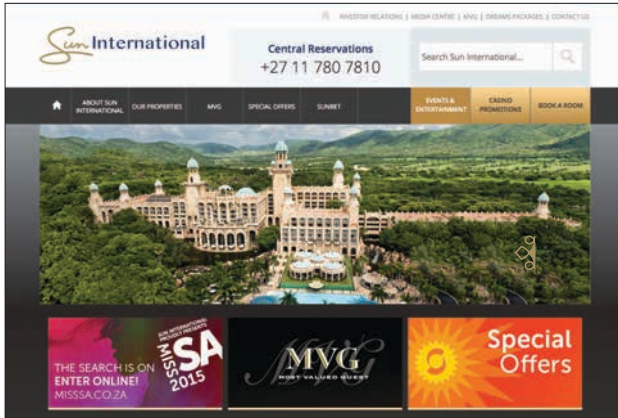 INVESTOR RELATIONS | MEDIA CENTRE | MVG | DREAMS PACKAGES | CONTACT US
Sun International
Central Reservations
+27 11 780 7810
Search Sun International...
ABOUT SUN
INTERNATIONAL
OUR PROPERTIES
MVG
SPECIAL OFFERS
SUNBET
EVENTS &
ENTERTAINMENT
CASINO
PROMOTIONS
BOOK A ROOM
THE SEARCH IS ON
ENTER ONLINE!
MISSSA.CO.ZA
SUN INTERNATIONAL
PROUDLY PRESENTS
MISS SA
2015
MVG
MOST VALUED GUEST
Special
Offers